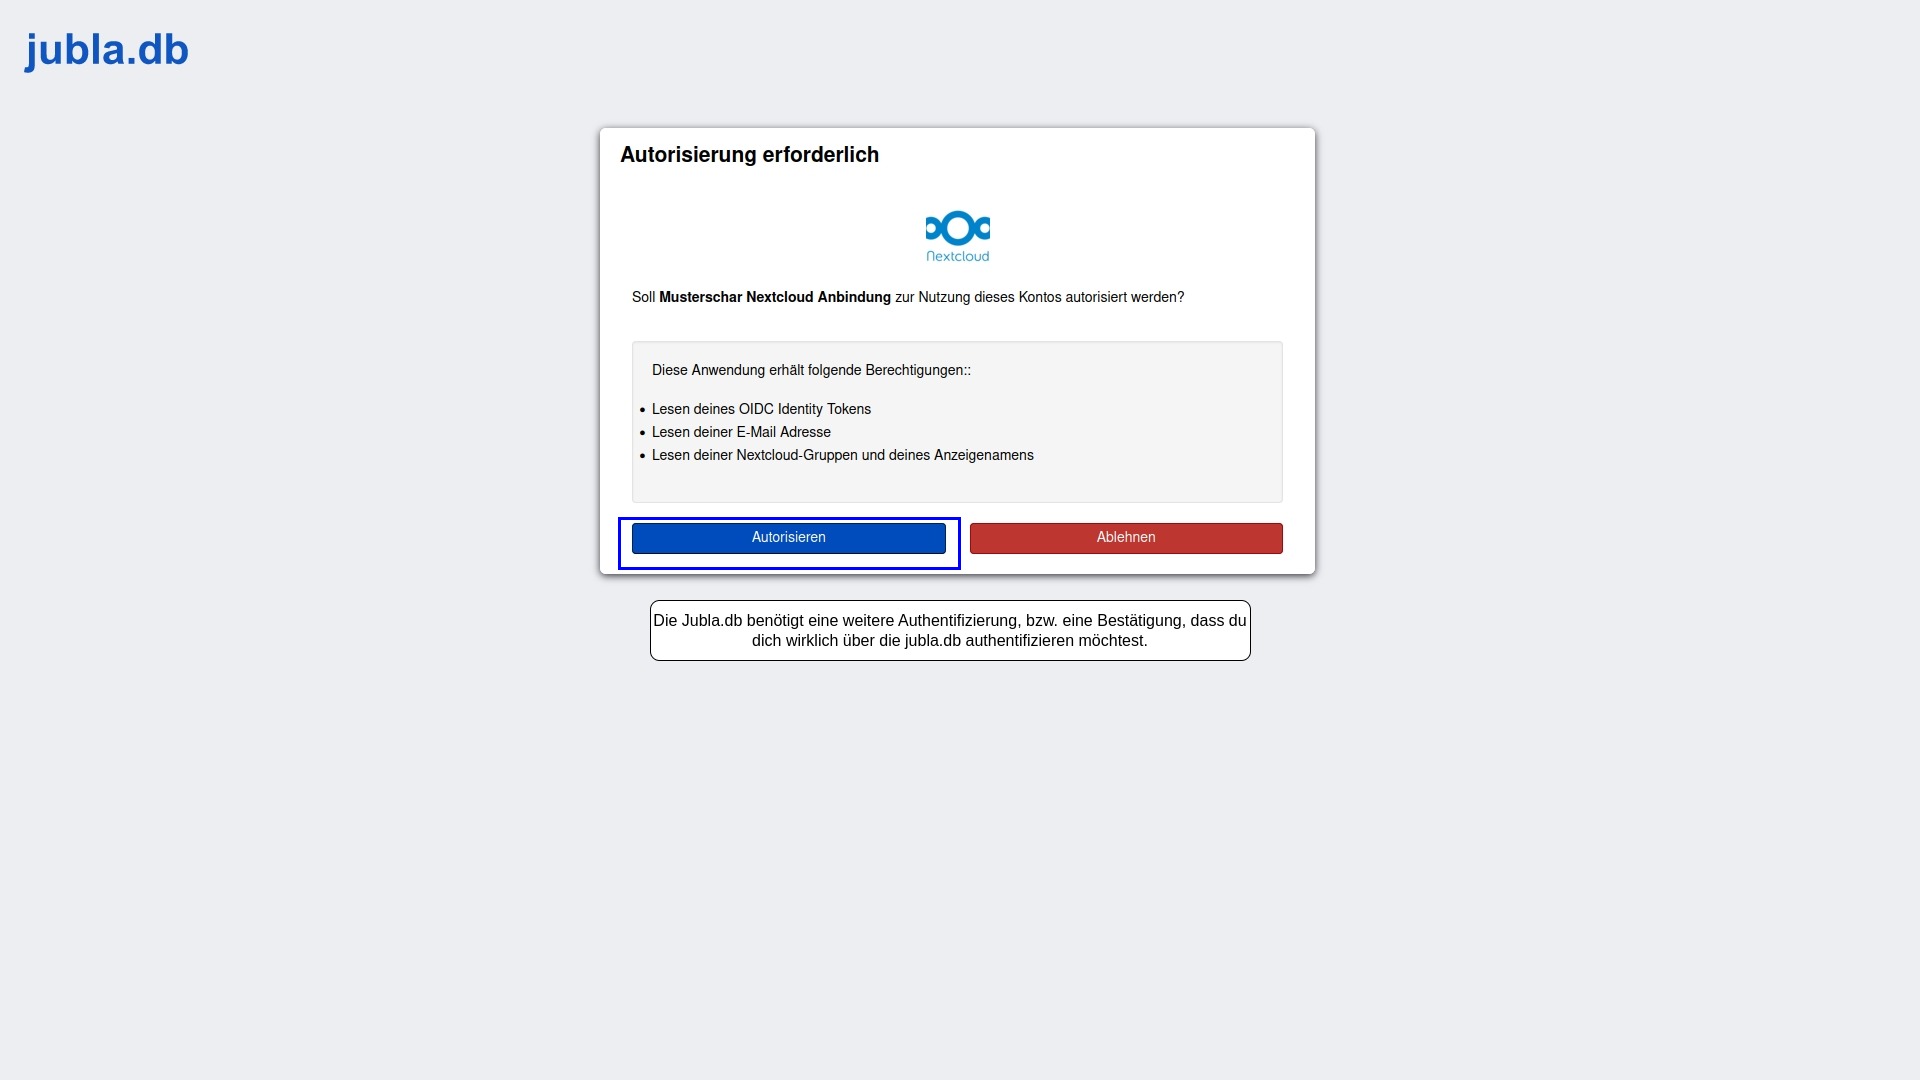 jubla.db
Autorisierung erforderlich
Nextcloud
Soll Musterschar Nextcloud Anbindung zur Nutzung dieses Kontos autorisiert werden?
Diese Anwendung erhält folgende Berechtigungen::
• Lesen deines OIDC Identity Tokens
• Lesen deiner E-Mail Adresse
• Lesen deiner Nextcloud-Gruppen und deines Anzeigenamens
Autorisieren
Ablehnen
Die Jubla.db benötigt eine weitere Authentifizierung, bzw. eine Bestätigung, dass du
dich wirklich über die jubla.db authentifizieren möchtest.